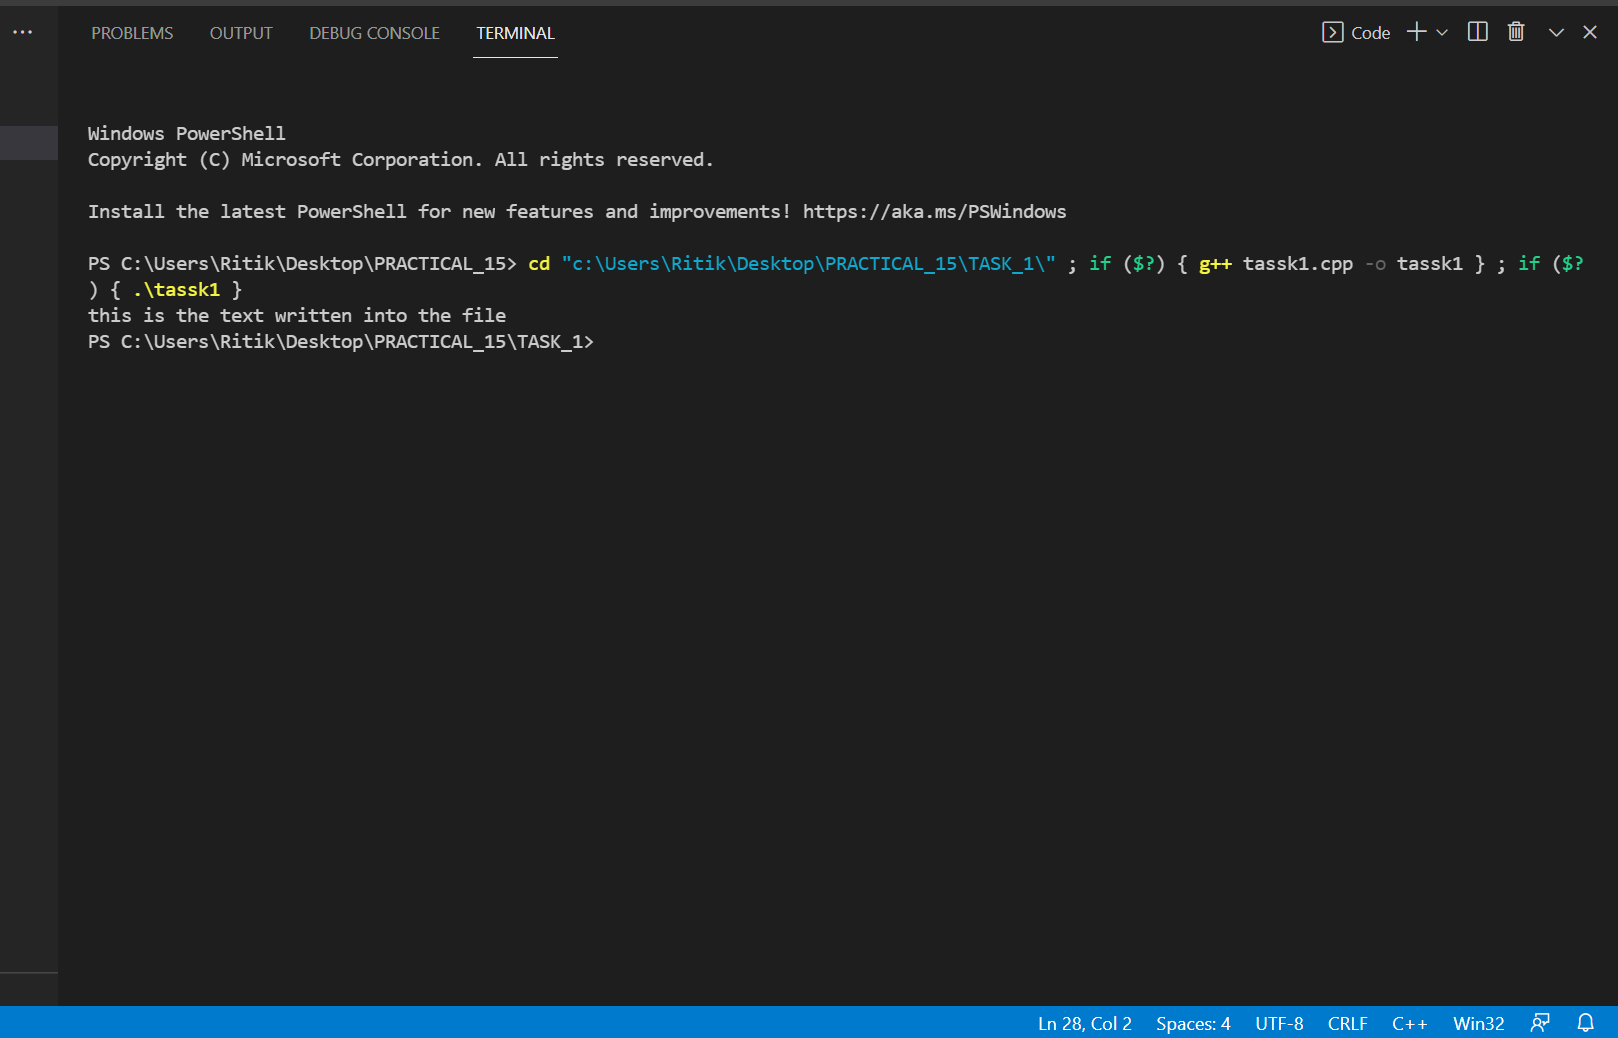 PROBLEMS OUTPUT DEBUG CONSOLE TERMINAL Code
Windows PowerShell
Copyright (C) Microsoft Corporation. All rights reserved.
Install the latest PowerShell for new features and improvements! https://aka.ms/PSWindows
PS C:\Users\Ritik\Desktop\PRACTICAL_15> cd "c:\Users\Ritik\Desktop\PRACTICAL_15\TASK_1\" ; if ($?) { g++ tassk1.cpp -o tassk1 } ; if ($?
) { .\tassk1 }
this is the text written into the file
PS C:\Users\Ritik\Desktop\PRACTICAL_15\TASK_1>
Ln 28, Col 2 Spaces: 4 UTF-8 CRLF C++ Win32